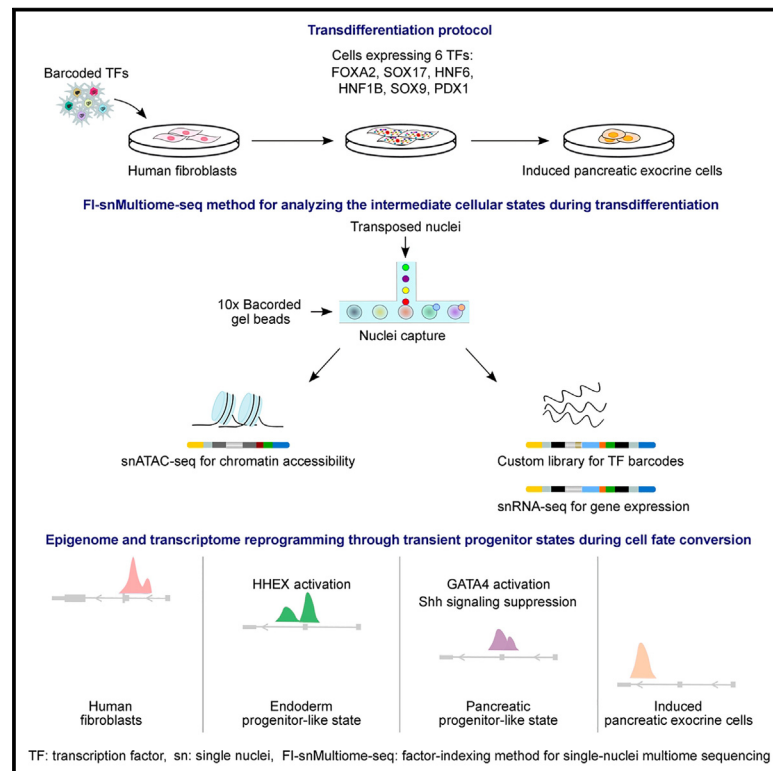 Transdifferentiation protocol
Cells expressing 6 TFs:
FOXA2, SOX17, HNF6,
HNF1B, SOX9, PDX1
Barcoded TFs
Human fibroblasts
Induced pancreatic exocrine cells
FI-snMultiome-seq method for analyzing the intermediate cellular states during transdifferentiation
Transposed nuclei
10x Bacorded
gel beads
Nuclei capture
snATAC-seq for chromatin accessibility
Custom library for TF barcodes
snRNA-seq for gene expression
Epigenome and transcriptome reprogramming through transient progenitor states during cell fate conversion
HHEX activation
GATA4 activation
Shh signaling suppression
Human
fibroblasts
Endoderm
progenitor-like state
Pancreatic
progenitor-like state
Induced
pancreatic exocrine cells
TF: transcription factor, sn: single nuclei, FI-snMultiome-seq: factor-indexing method for single-nuclei multiome sequencing